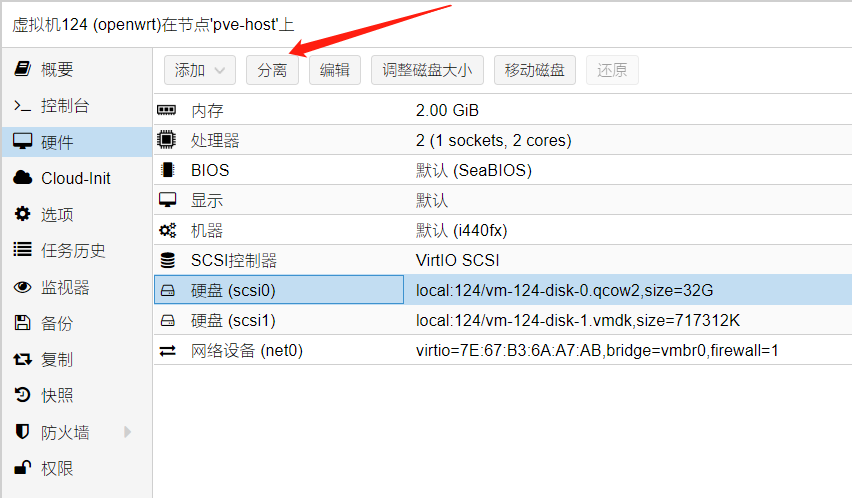 虚拟机124 (openwrt)在节点'pve-host'上
概要
控制台
硬件
Cloud-Init
选项
任务历史
监视器
备份
复制
快照
防火墙
权限
添加 分离 编辑 调整磁盘大小 移动磁盘 还原
内存 2.00 GiB
处理器 2 (1 sockets, 2 cores)
BIOS 默认 (SeaBIOS)
显示 默认
机器 默认 (i440fx)
SCSI控制器 VirtIO SCSI
硬盘 (scsi0) local:124/vm-124-disk-0.qcow2,size=32G
硬盘 (scsi1) local:124/vm-124-disk-1.vmdk,size=717312K
网络设备 (net0) virtio=7E:67:B3:6A:A7:AB,bridge=vmbr0,firewall=1